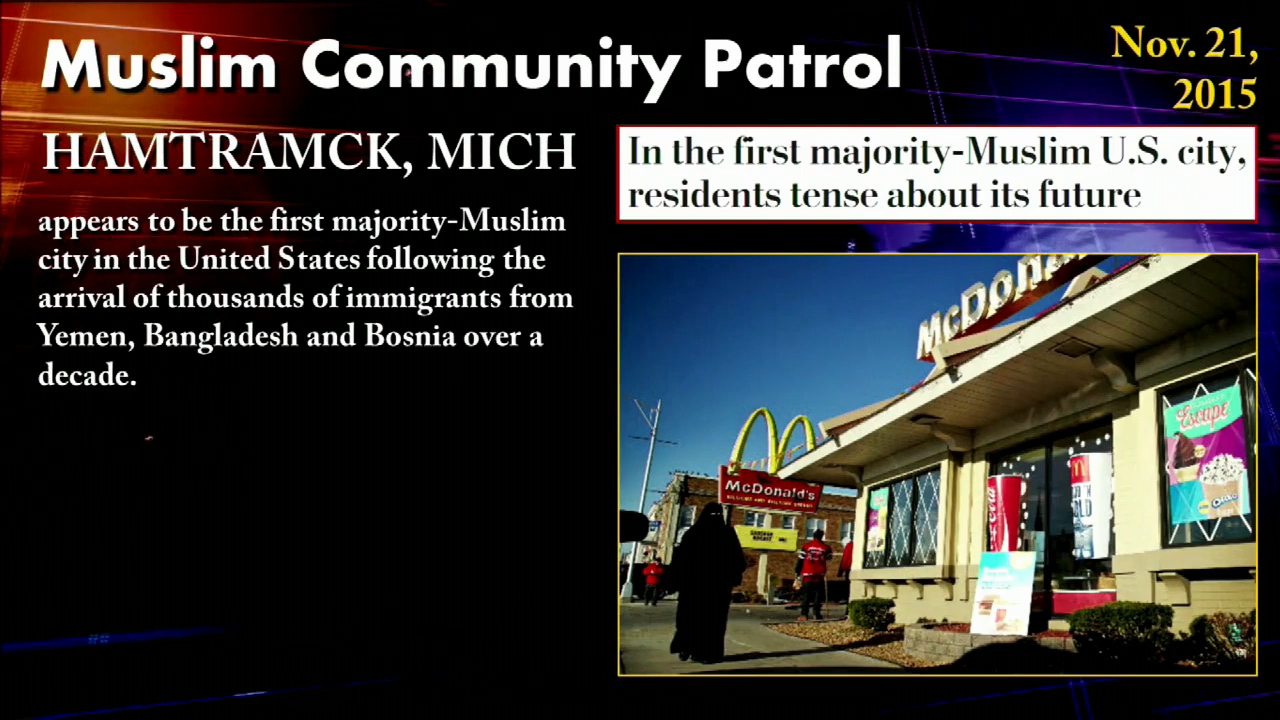 Muslim Community Patrol
Nov. 21,
2015
HAMTRAMCK, MICH
appears to be the first majority-Muslim
city in the United States following the
arrival of thousands of immigrants from
Yemen, Bangladesh and Bosnia over a
decade.
In the first majority-Muslim U.S. city,
residents tense about its future
McDonald's
Escape
McDonald's